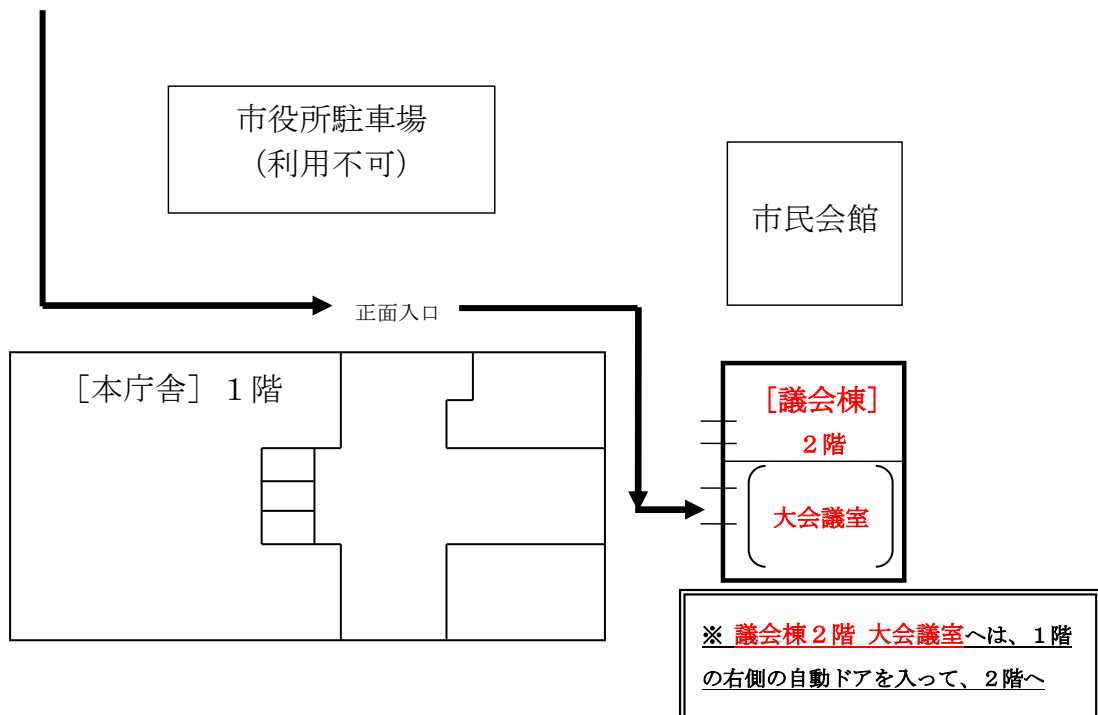 市役所駐車場
(利用不可)
市民会館
正面入口
[本庁舎] 1階
[議会棟]
２階
大会議室
※ 議会棟２階 大会議室へは、１階
の右側の自動ドアを入って、２階へ